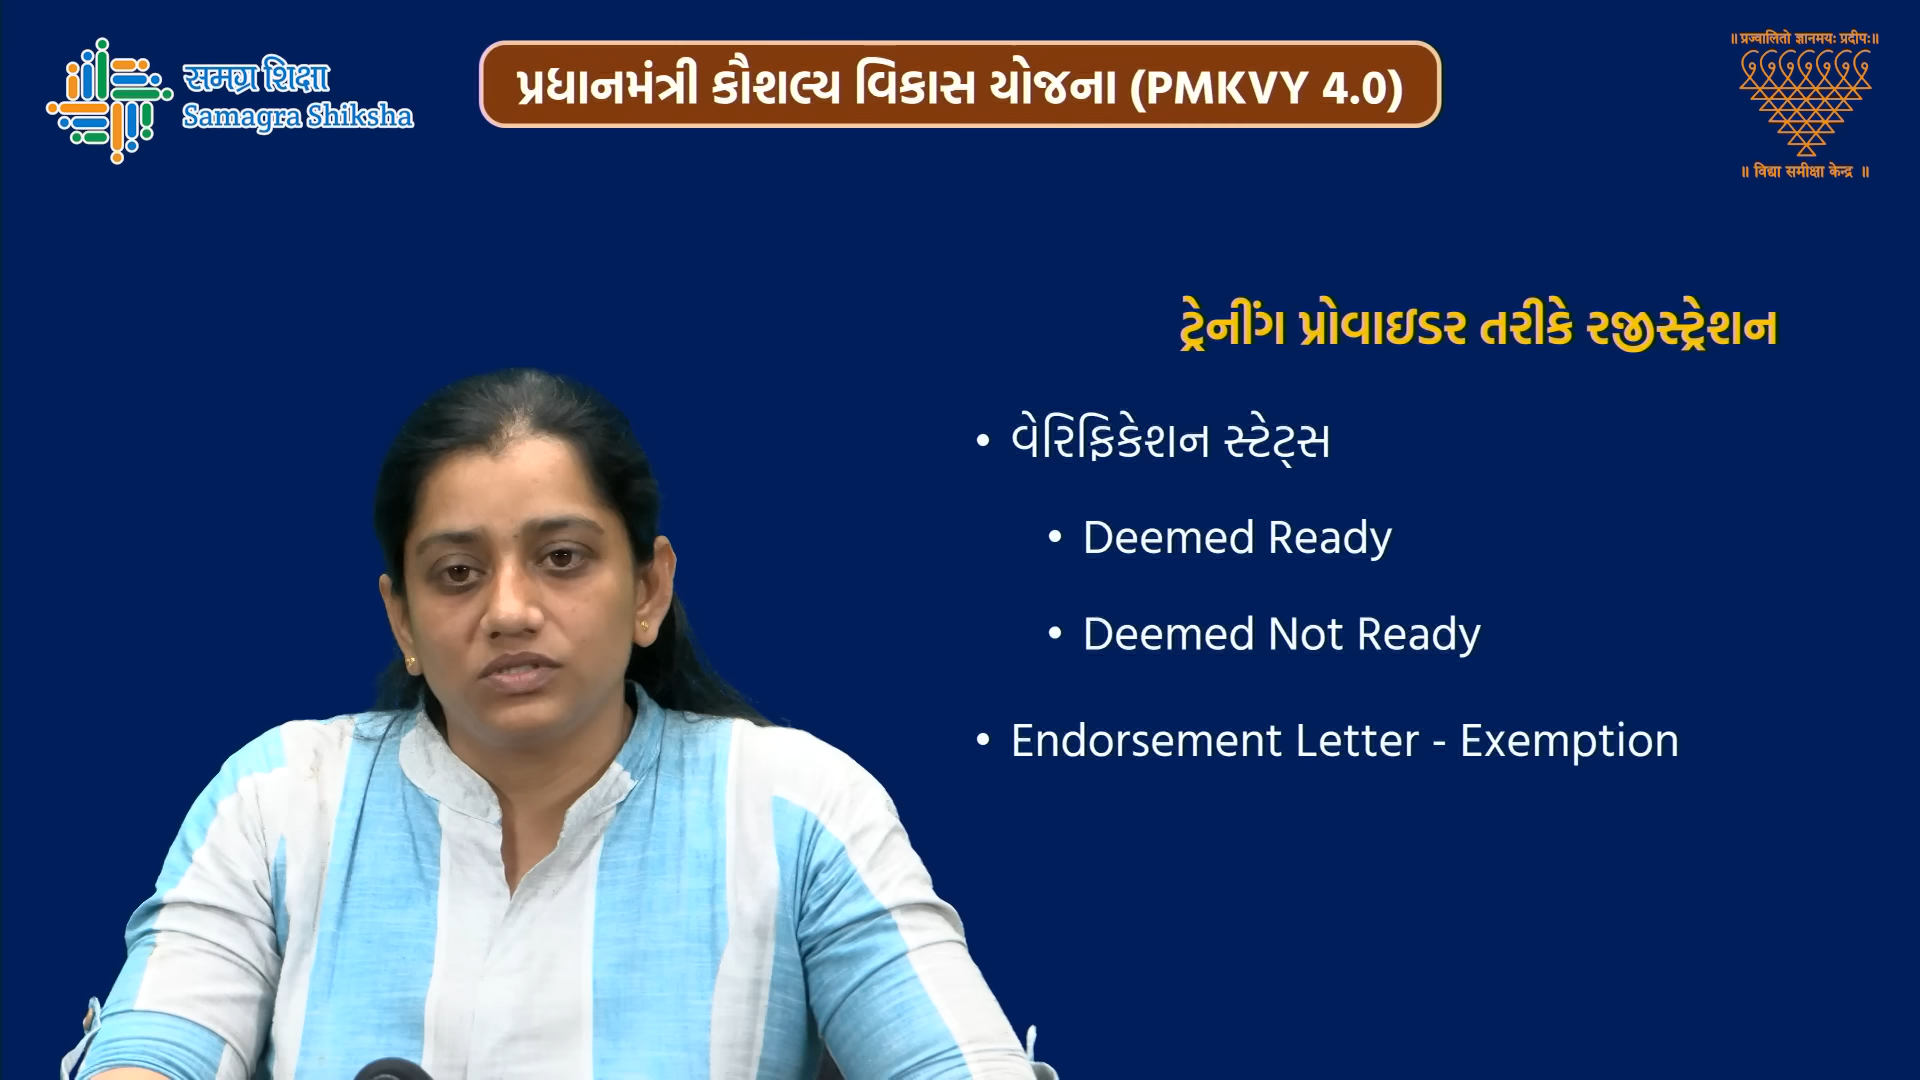 समग्र शिक्षा
Samagra Shiksha
પ્રધાનમંત્રી કૌશલ્ય વિકાસ યોજના (PMKVY 4.0)
॥ प्रज्वालितो ज्ञानमयः प्रदीपः॥
॥ विद्या समीक्षा केन्द्र ॥
ટ્રેનીંગ પ્રોવાઇડર તરીકે રજીસ્ટ્રેશન
• વેરિફિકેશન સ્ટેટ્સ
• Deemed Ready
• Deemed Not Ready
• Endorsement Letter - Exemption